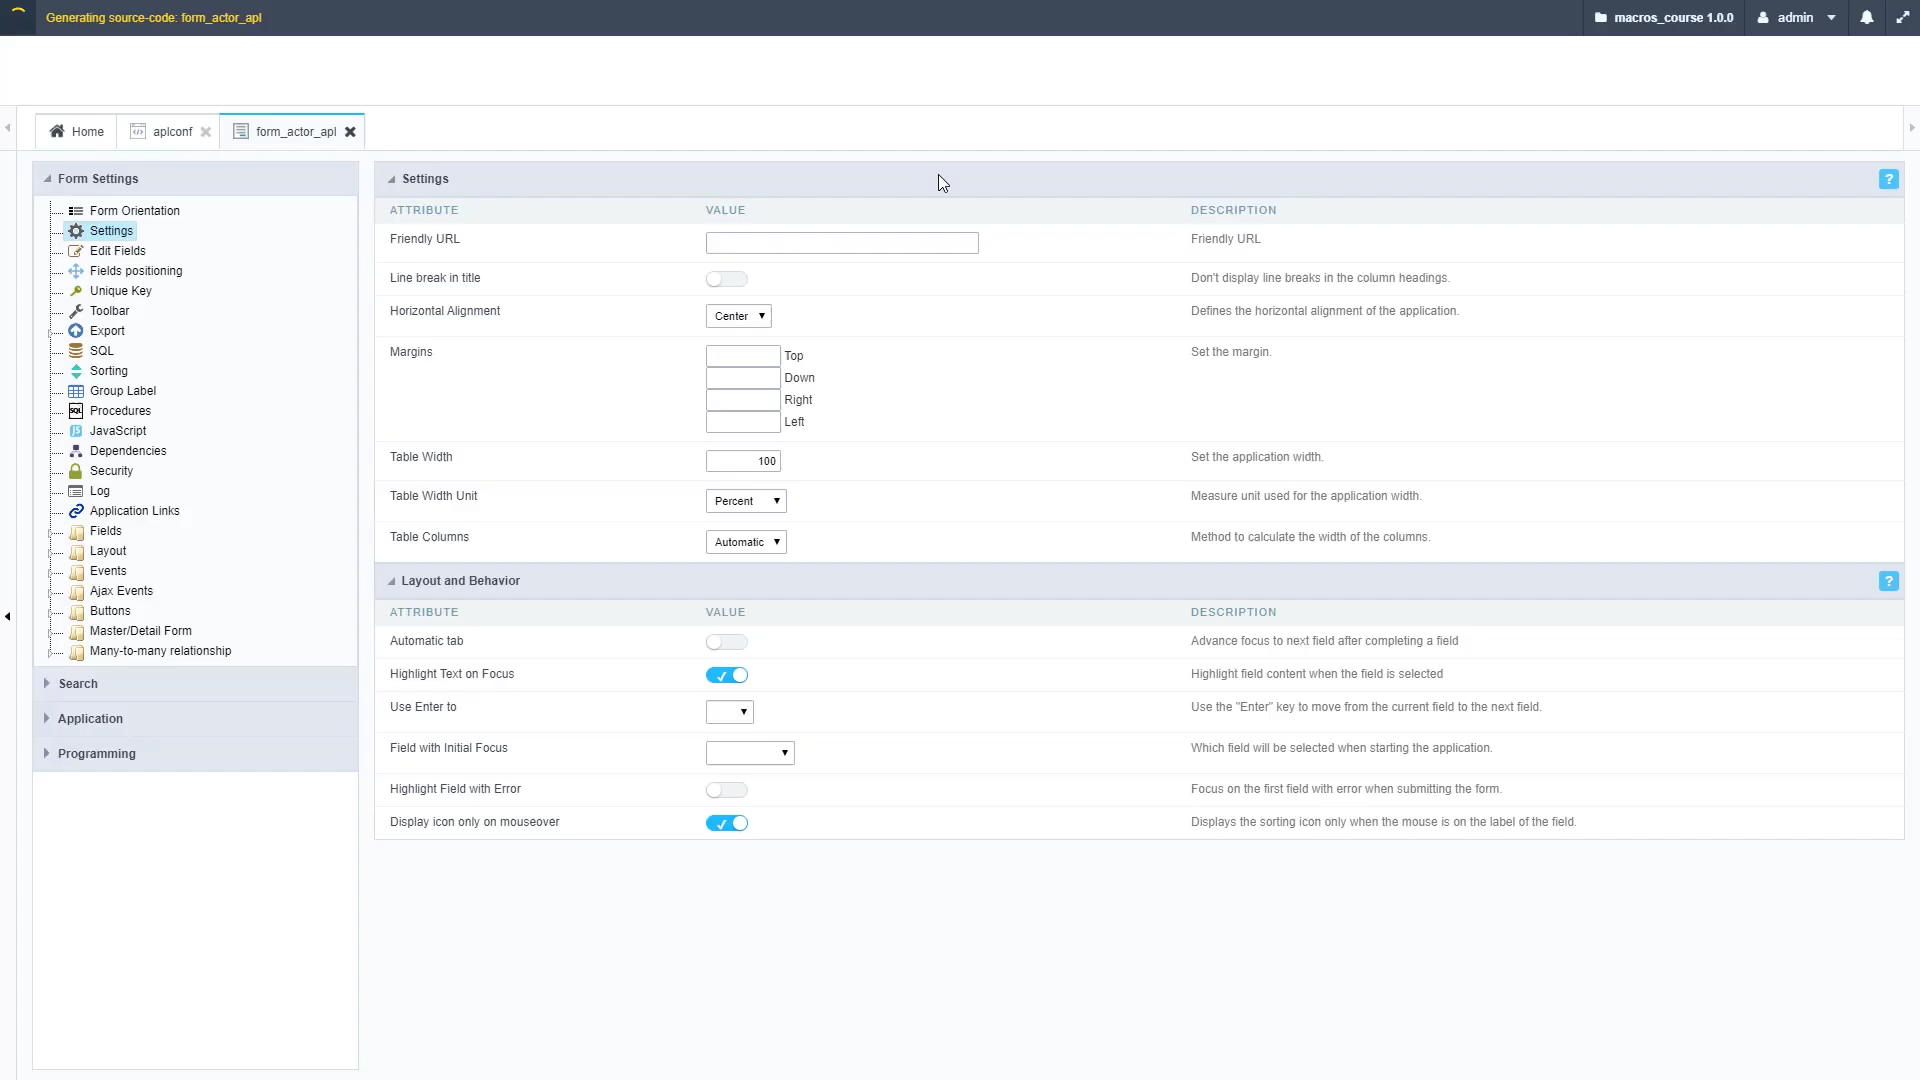 Generating source-code: form_actor_apl
macros_course 1.0.0
admin
Home
aplconf
form_actor_apl
Form Settings
Form Orientation
Settings
Edit Fields
Fields positioning
Unique Key
Toolbar
Export
SQL
Sorting
Group Label
Procedures
JavaScript
Dependencies
Security
Log
Application Links
Fields
Layout
Events
Ajax Events
Buttons
Master/Detail Form
Many-to-many relationship
Search
Application
Programming
Settings ?
ATTRIBUTE VALUE DESCRIPTION
Friendly URL Friendly URL
Line break in title Don't display line breaks in the column headings.
Horizontal Alignment Center Defines the horizontal alignment of the application.
Margins Top Set the margin.
Down
Right
Left
Table Width 100 Set the application width.
Table Width Unit Percent Measure unit used for the application width.
Table Columns Automatic Method to calculate the width of the columns.
Layout and Behavior ?
ATTRIBUTE VALUE DESCRIPTION
Automatic tab Advance focus to next field after completing a field
Highlight Text on Focus Highlight field content when the field is selected
Use Enter to Use the "Enter" key to move from the current field to the next field.
Field with Initial Focus Which field will be selected when starting the application.
Highlight Field with Error Focus on the first field with error when submitting the form.
Display icon only on mouseover Displays the sorting icon only when the mouse is on the label of the field.